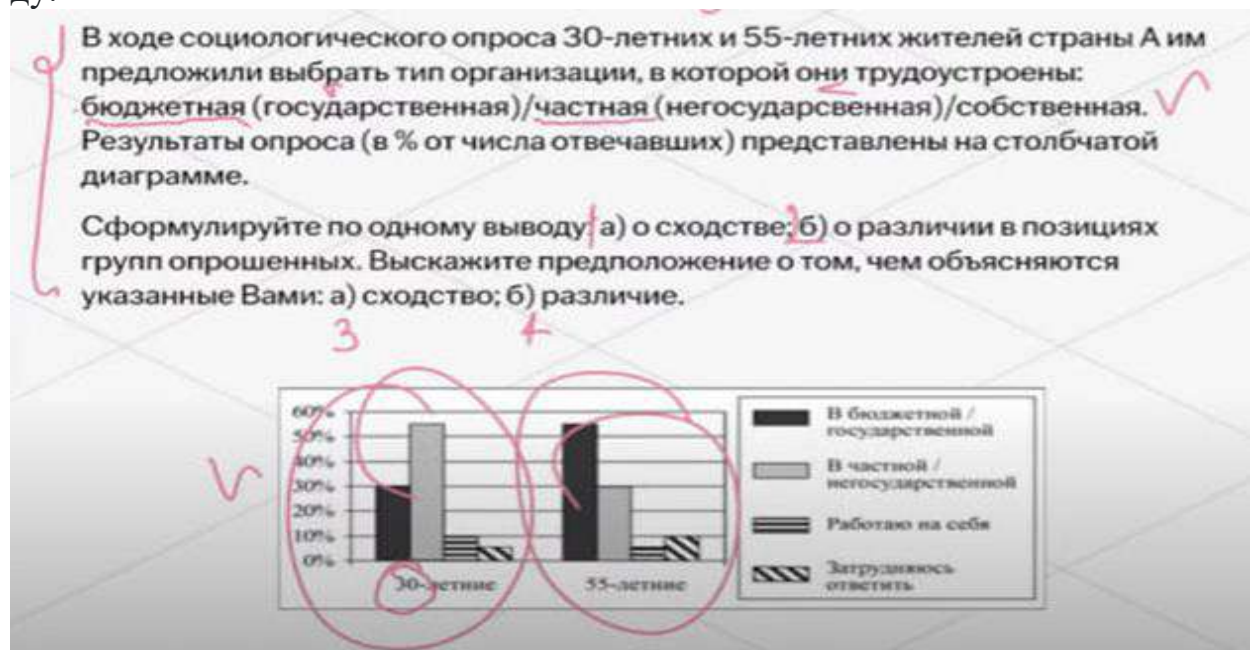 ду.
В ходе социологического опроса 30-летних и 55-летних жителей страны А им
предложили выбрать тип организации, в которой они трудоустроены:
бюджетная (государственная)/частная (негосударсвенная)/собственная.
Результаты опроса (в % от числа отвечавших) представлены на столбчатой
диаграмме.
Сформулируйте по одному выводу: а) о сходстве; б) о различии в позициях
групп опрошенных. Выскажите предположение о том, чем объясняются
указанные Вами: а) сходство; б) различие.
3 4
60%
50%
40%
30%
20%
10%
0%
30-летние 55-летние
В бюджетной /
государственной
В частной /
негосударственной
Работаю на себя
Затрудняюсь
ответить